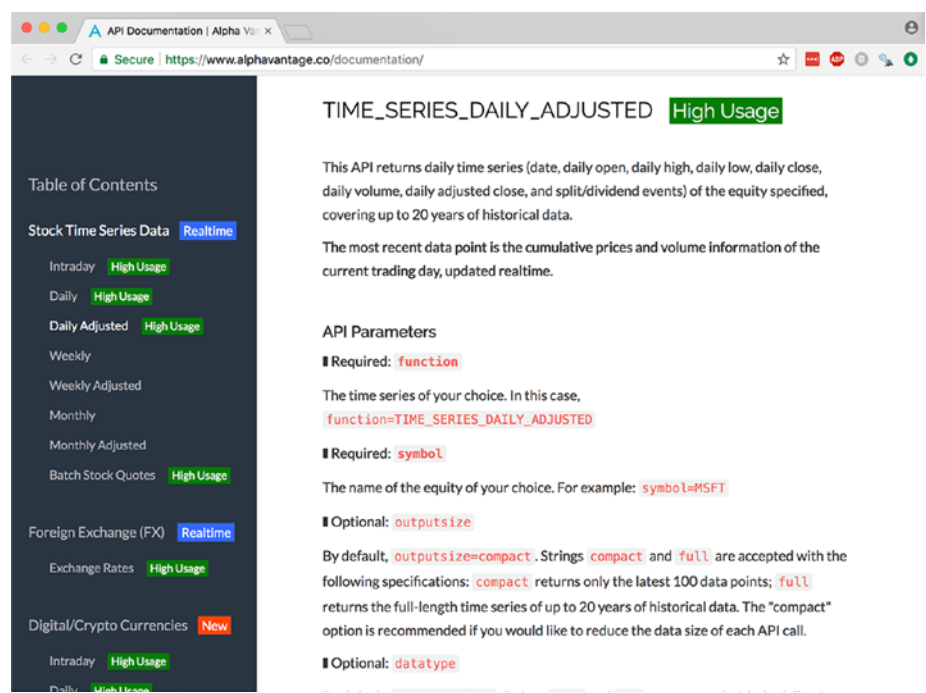 API Documentation | Alpha Va
Secure | https://www.alphavantage.co/documentation/
ABP
Table of Contents
Stock Time Series Data Realtime
Intraday High Usage
Daily High Usage
Daily Adjusted High Usage
Weekly
Weekly Adjusted
Monthly
Monthly Adjusted
Batch Stock Quotes High Usage
Foreign Exchange (FX) Realtime
Exchange Rates High Usage
Digital/Crypto Currencies New
Intraday High Usage
Daily High Usage
TIME_SERIES_DAILY_ADJUSTED High Usage
This API returns daily time series (date, daily open, daily high, daily low, daily close,
daily volume, daily adjusted close, and split/dividend events) of the equity specified,
covering up to 20 years of historical data.
The most recent data point is the cumulative prices and volume information of the
current trading day, updated realtime.
API Parameters
Required: function
The time series of your choice. In this case,
function=TIME_SERIES_DAILY_ADJUSTED
Required: symbol
The name of the equity of your choice. For example: symbol=MSFT
Optional: outputsize
By default, outputsize=compact. Strings compact and full are accepted with the
following specifications: compact returns only the latest 100 data points; full
returns the full-length time series of up to 20 years of historical data. The "compact"
option is recommended if you would like to reduce the data size of each API call.
Optional: datatype